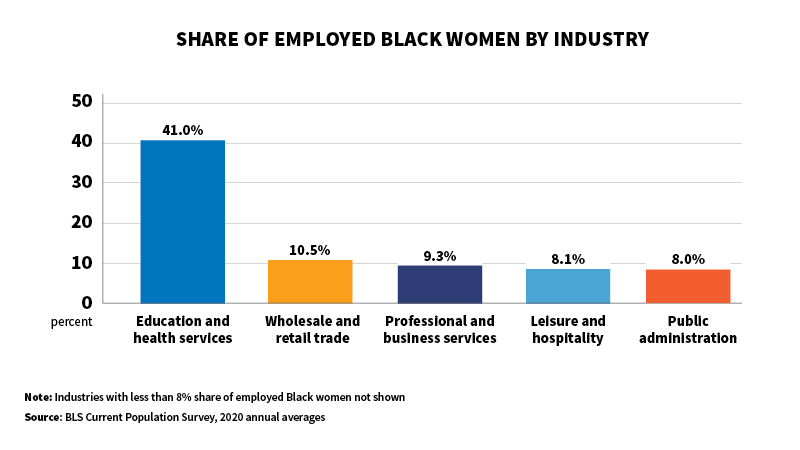 SHARE OF EMPLOYED BLACK WOMEN BY INDUSTRY
50
40
30
20
10
0
percent
41.0%
10.5%
9.3%
8.1%
8.0%
Education and
health services
Wholesale and
retail trade
Professional and
business services
Leisure and
hospitality
Public
administration
Note: Industries with less than 8% share of employed Black women not shown
Source: BLS Current Population Survey, 2020 annual averages